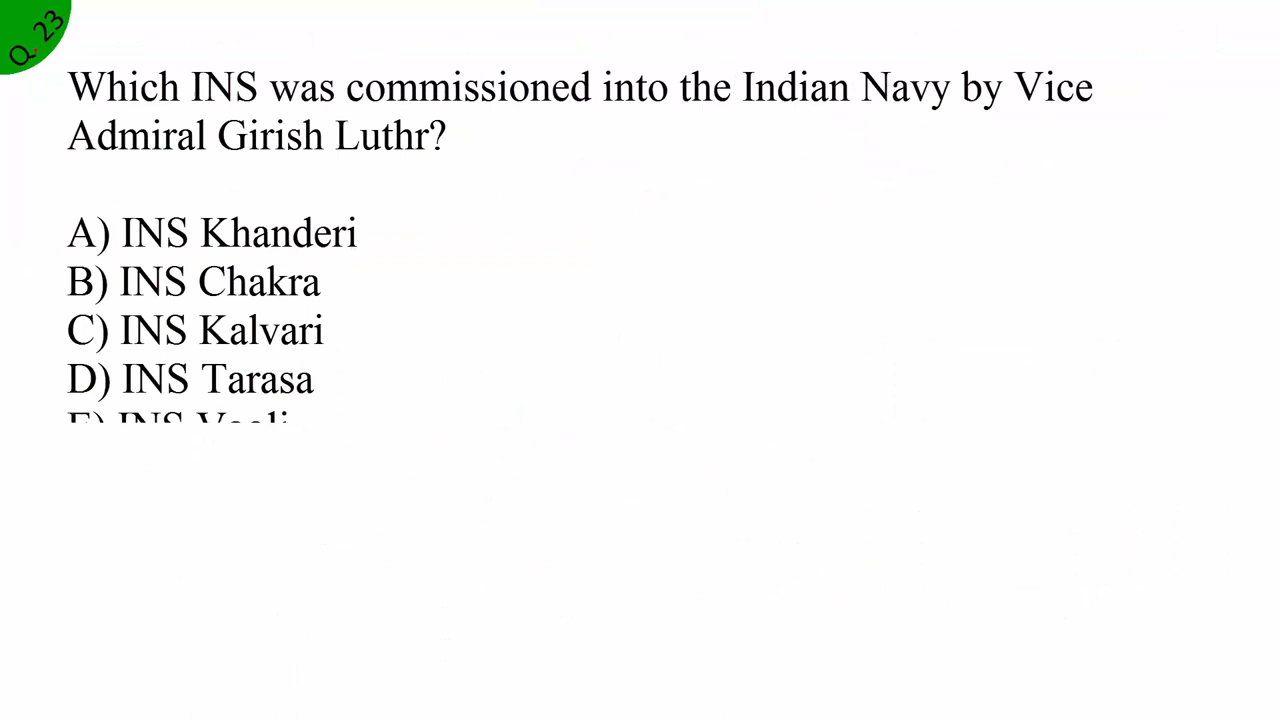 Q. 23
Which INS was commissioned into the Indian Navy by Vice
Admiral Girish Luthr?
A) INS Khanderi
B) INS Chakra
C) INS Kalvari
D) INS Tarasa
E) INS